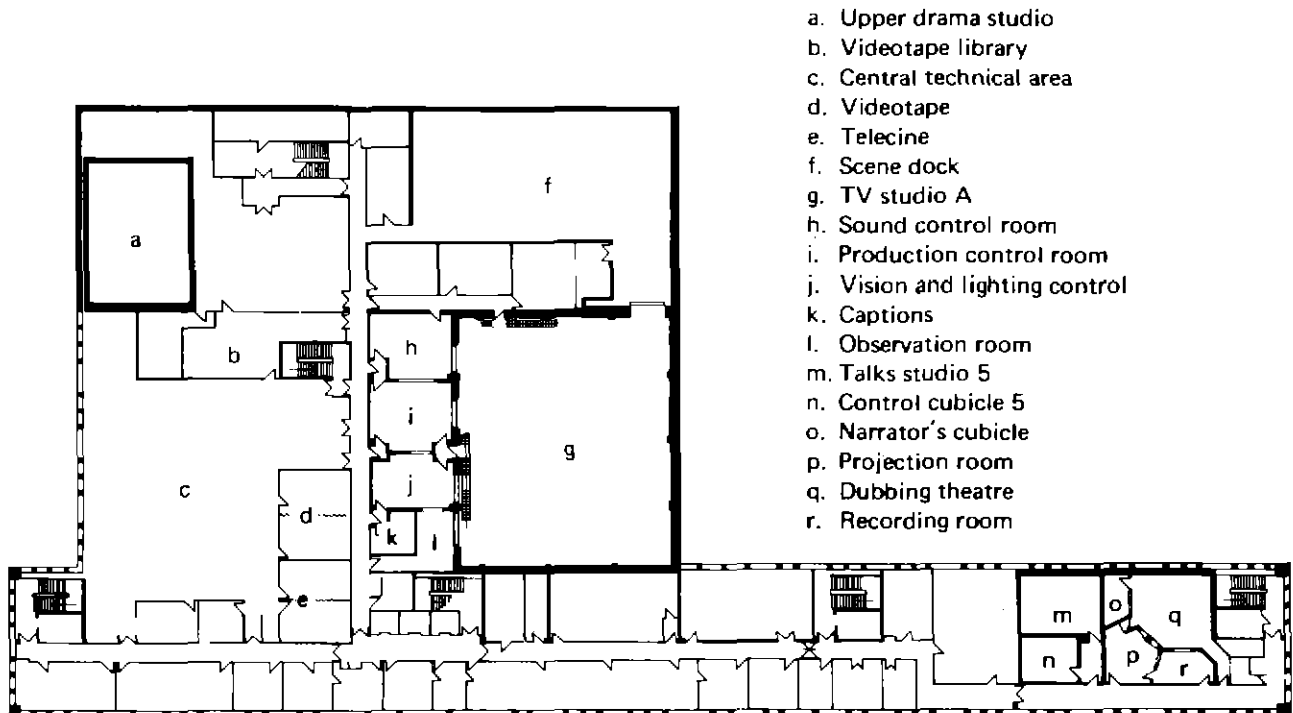 a. Upper drama studio
b. Videotape library
c. Central technical area
d. Videotape
e. Telecine
f. Scene dock
g. TV studio A
h. Sound control room
i. Production control room
j. Vision and lighting control
k. Captions
l. Observation room
m. Talks studio 5
n. Control cubicle 5
o. Narrator's cubicle
p. Projection room
q. Dubbing theatre
r. Recording room
f
a
h
b
i
g
j
c
d
k
l
e
o
m
q
n
p
r